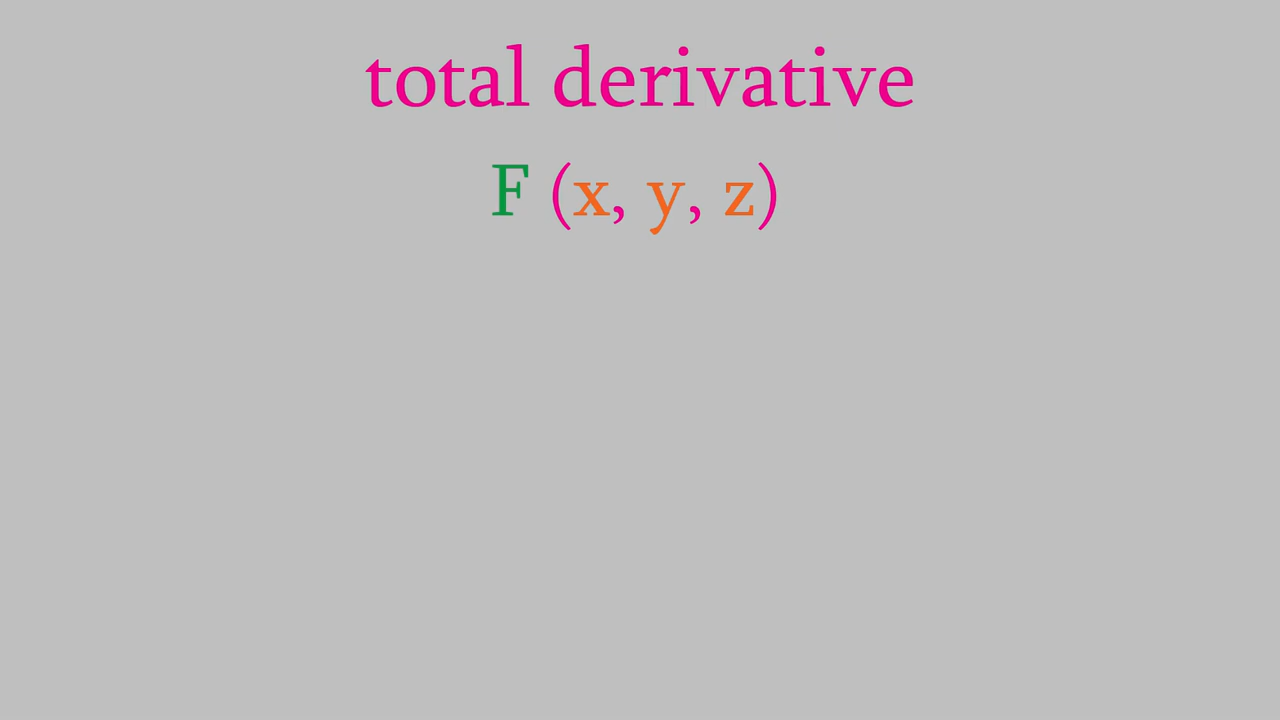 total derivative
F (x, y, z)